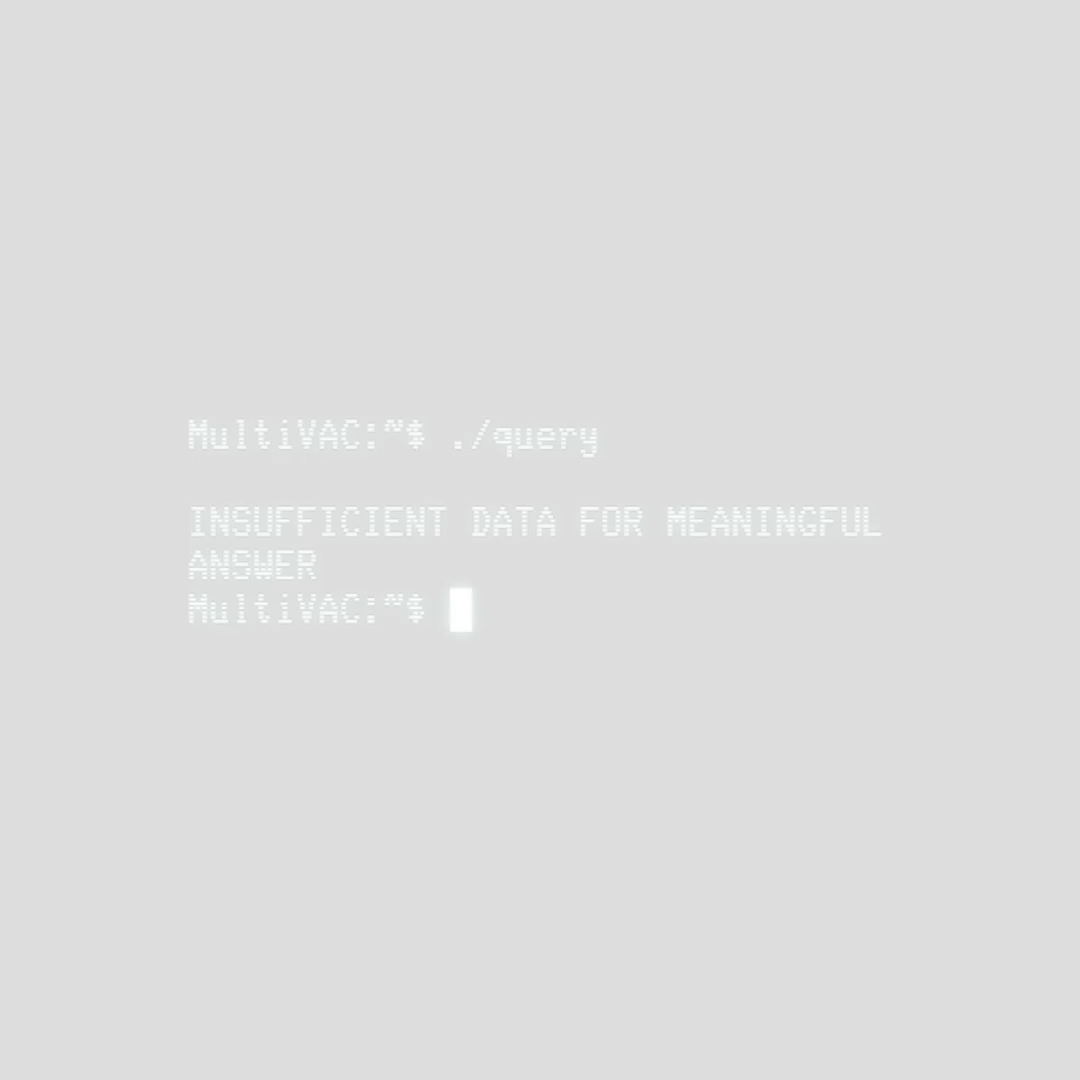 MultiVAC:~$ ./query
INSUFFICIENT DATA FOR MEANINGFUL
ANSWER
MultiVAC:~$